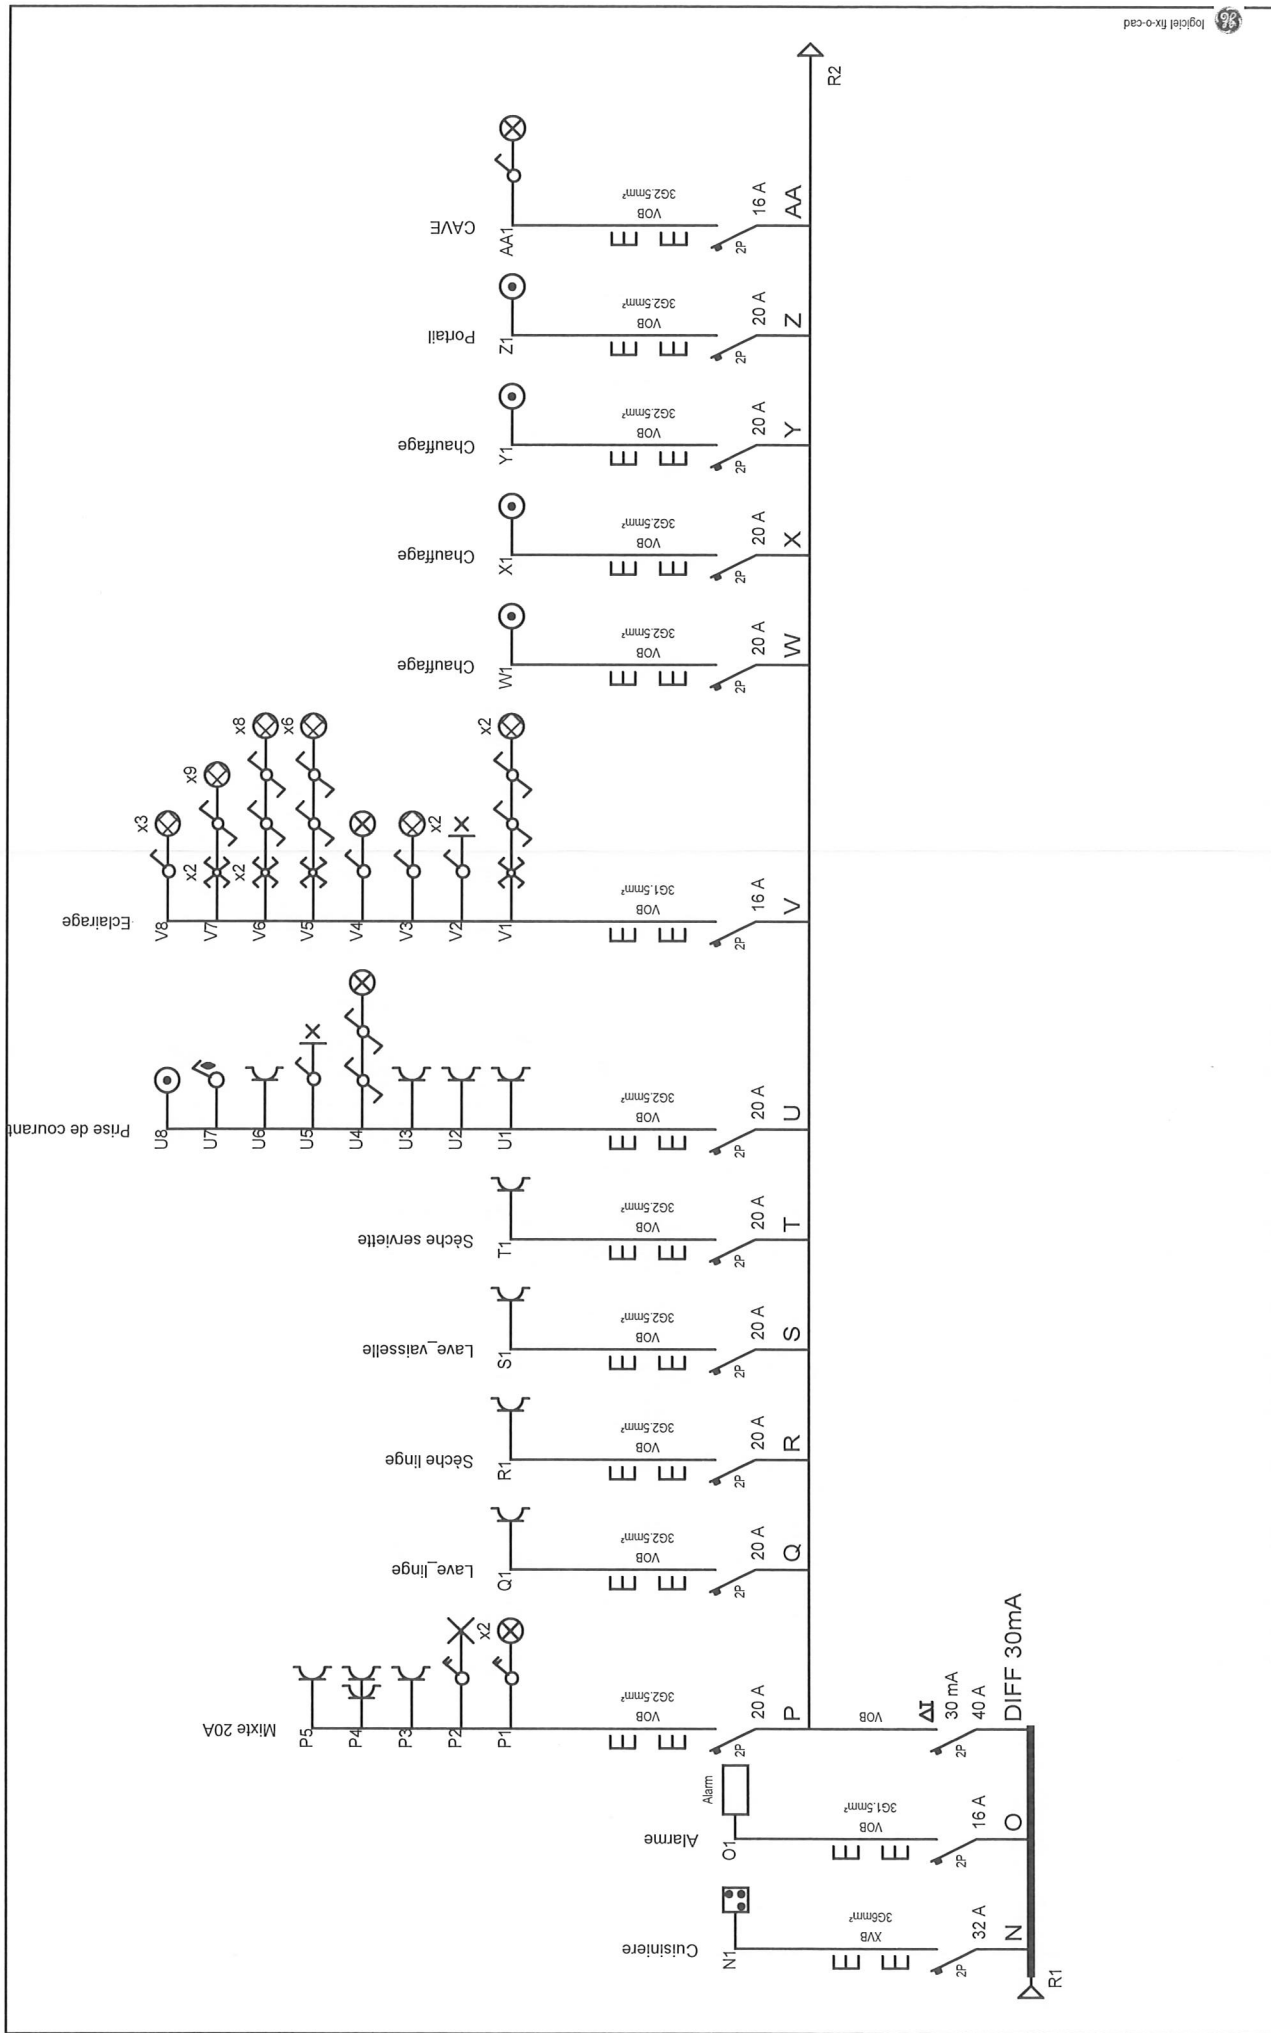 logiciel fix-o-cad
R2
CAVE
AA1
3G2.5mm²
VOB
2P
16 A
AA
Portail
Z1
3G2.5mm²
VOB
2P
20 A
Z
Chauffage
Y1
3G2.5mm²
VOB
2P
20 A
Y
Chauffage
X1
3G2.5mm²
VOB
2P
20 A
X
Chauffage
W1
3G2.5mm²
VOB
2P
20 A
W
Eclairage
V8
x3
V7
x2
x9
V6
x2
x8
V5
x6
V4
V3
V2
x2
V1
x2
3G1.5mm²
VOB
2P
16 A
V
Prise de courant
U8
U7
U6
U5
U4
U3
U2
U1
3G2.5mm²
VOB
2P
20 A
U
Sèche serviette
T1
3G2.5mm²
VOB
2P
20 A
T
Lave_vaisselle
S1
3G2.5mm²
VOB
2P
20 A
S
Sèche linge
R1
3G2.5mm²
VOB
2P
20 A
R
Lave_linge
Q1
3G2.5mm²
VOB
2P
20 A
Q
Mixte 20A
P5
P4
P3
P2
P1
x2
3G2.5mm²
VOB
2P
20 A
P
VOB
ΔI
30 mA
2P
40 A
DIFF 30mA
Alarme
Alarm
O1
3G1.5mm²
VOB
2P
16 A
O
Cuisiniere
N1
3G6mm²
XVB
2P
32 A
N
R1